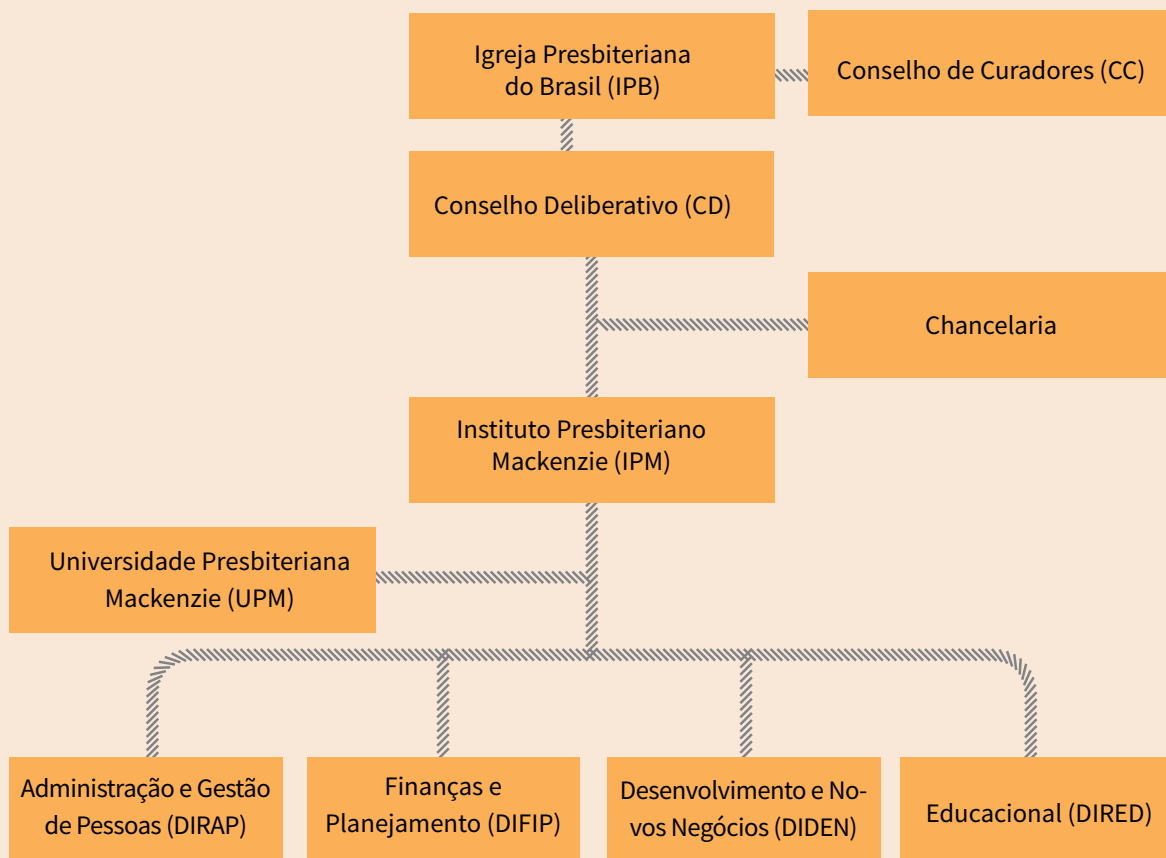 Igreja Presbiteriana
do Brasil (IPB)
Conselho de Curadores (CC)
Conselho Deliberativo (CD)
Chancelaria
Instituto Presbiteriano
Mackenzie (IPM)
Universidade Presbiteriana
Mackenzie (UPM)
Administração e Gestão
de Pessoas (DIRAP)
Finanças e
Planejamento (DIFIP)
Desenvolvimento e No-
vos Negócios (DIDEN)
Educacional (DIRED)